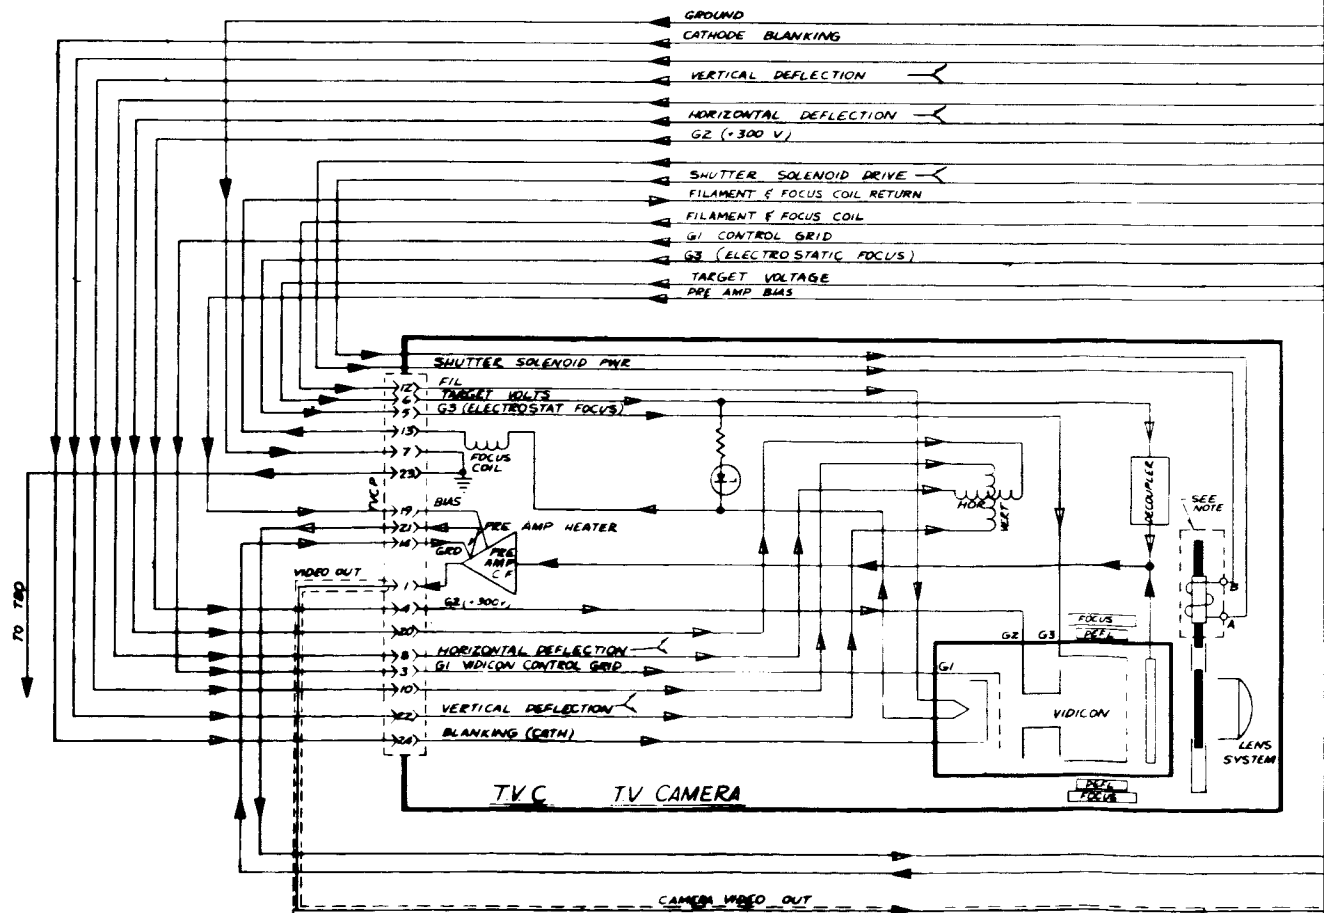 GROUND
CATHODE BLANKING
VERTICAL DEFLECTION
HORIZONTAL DEFLECTION
G2 (+300 V)
SHUTTER SOLENOID DRIVE
FILAMENT & FOCUS COIL RETURN
FILAMENT & FOCUS COIL
G1 CONTROL GRID
G3 (ELECTROSTATIC FOCUS)
TARGET VOLTAGE
PRE AMP BIAS
SHUTTER SOLENOID PWR
12 FIL
6 TARGET VOLTS
5 G3 (ELECTROSTAT FOCUS)
13
7
FOCUS
COIL
23
TVCP
19 BIAS
21 PRE AMP HEATER
14 GRD
PRE
AMP
C.F
VIDEO OUT
1
4 G2 (+300V)
20
8 HORIZONTAL DEFLECTION
3 G1 VIDICON CONTROL GRID
10
22 VERTICAL DEFLECTION
24 BLANKING (CATH)
TO TBD
HOR
VERT
DECOUPLER
SEE
NOTE
B
A
FOCUS
DEFL
G2
G3
G1
VIDICON
LENS
SYSTEM
DEFL
FOCUS
TVC TV CAMERA
CAMERA VIDEO OUT